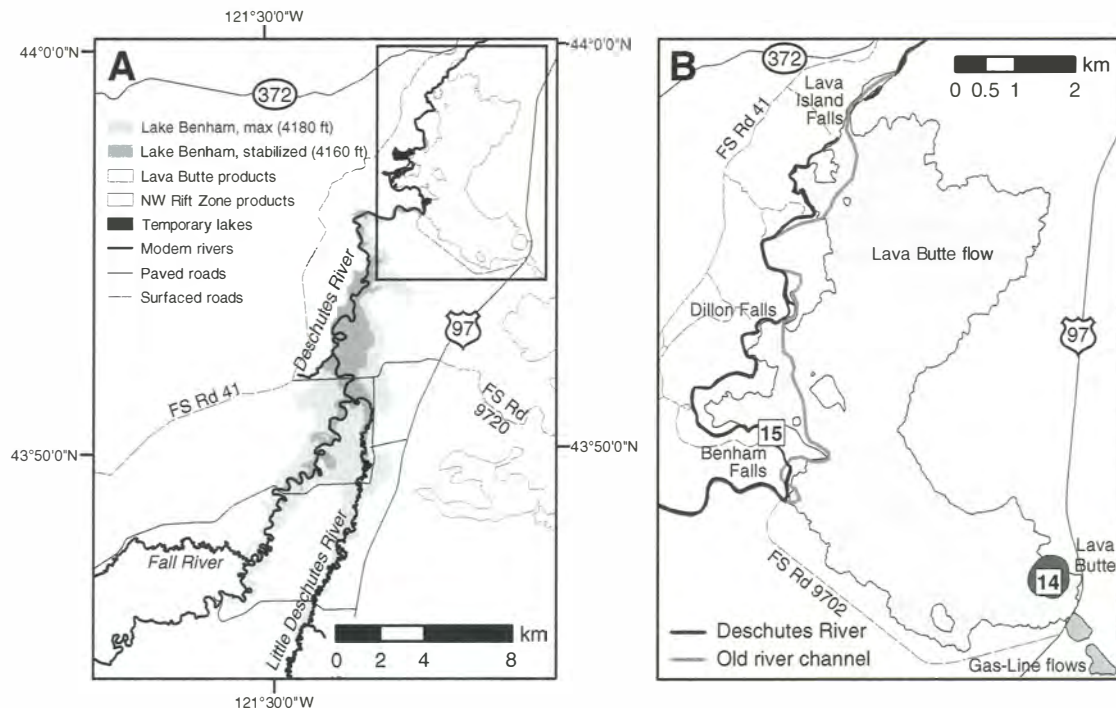 121°30'0"W
44°0'0"N
A
372
Lake Benham, max (4180 ft)
Lake Benham, stabilized (4160 ft)
Lava Butte products
NW Rift Zone products
Temporary lakes
Modern rivers
Paved roads
Surfaced roads
Deschutes River
97
FS Rd 41
FS Rd
9720
43°50'0"N
Fall River
Little Deschutes River
km
0 2 4 8
121°30'0"W
44°0'0"N
43°50'0"N
B
372
km
0 0.5 1 2
Lava
Island
Falls
FS Rd 41
Lava Butte flow
Dillon Falls
97
15
Benham
Falls
FS Rd 9702
Lava
Butte
14
Deschutes River
Old river channel
Gas-Line flows